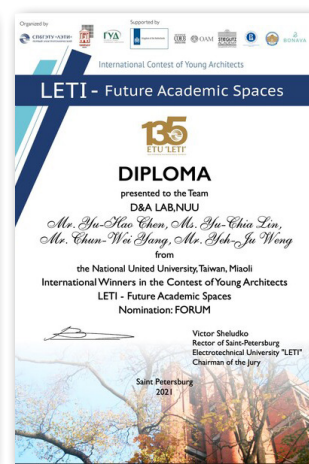 Organized by
Supported by
International Contest of Young Architects
LETI - Future Academic Spaces
135
ETU "LETI"
DIPLOMA
presented to the Team
D&A LAB,NUU
Mr. Yu-Hao Chen, Ms. Yu-Chia Lin,
Mr. Chun-Wei Yang, Mr. Yeh-Ju Weng
from
the National United University, Taiwan, Miaoli
International Winners in the Contest of Young Architects
LETI - Future Academic Spaces
Nomination: FORUM
Victor Sheludko
Rector of Saint-Petersburg
Electrotechnical University "LETI"
Chairman of the Jury
Saint Petersburg
2021